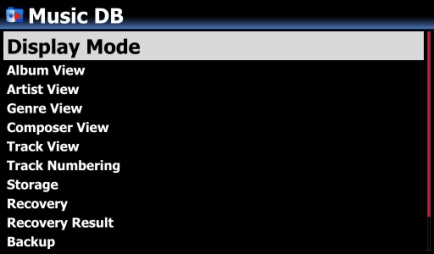 Music DB
Display Mode
Album View
Artist View
Genre View
Composer View
Track View
Track Numbering
Storage
Recovery
Recovery Result
Backup